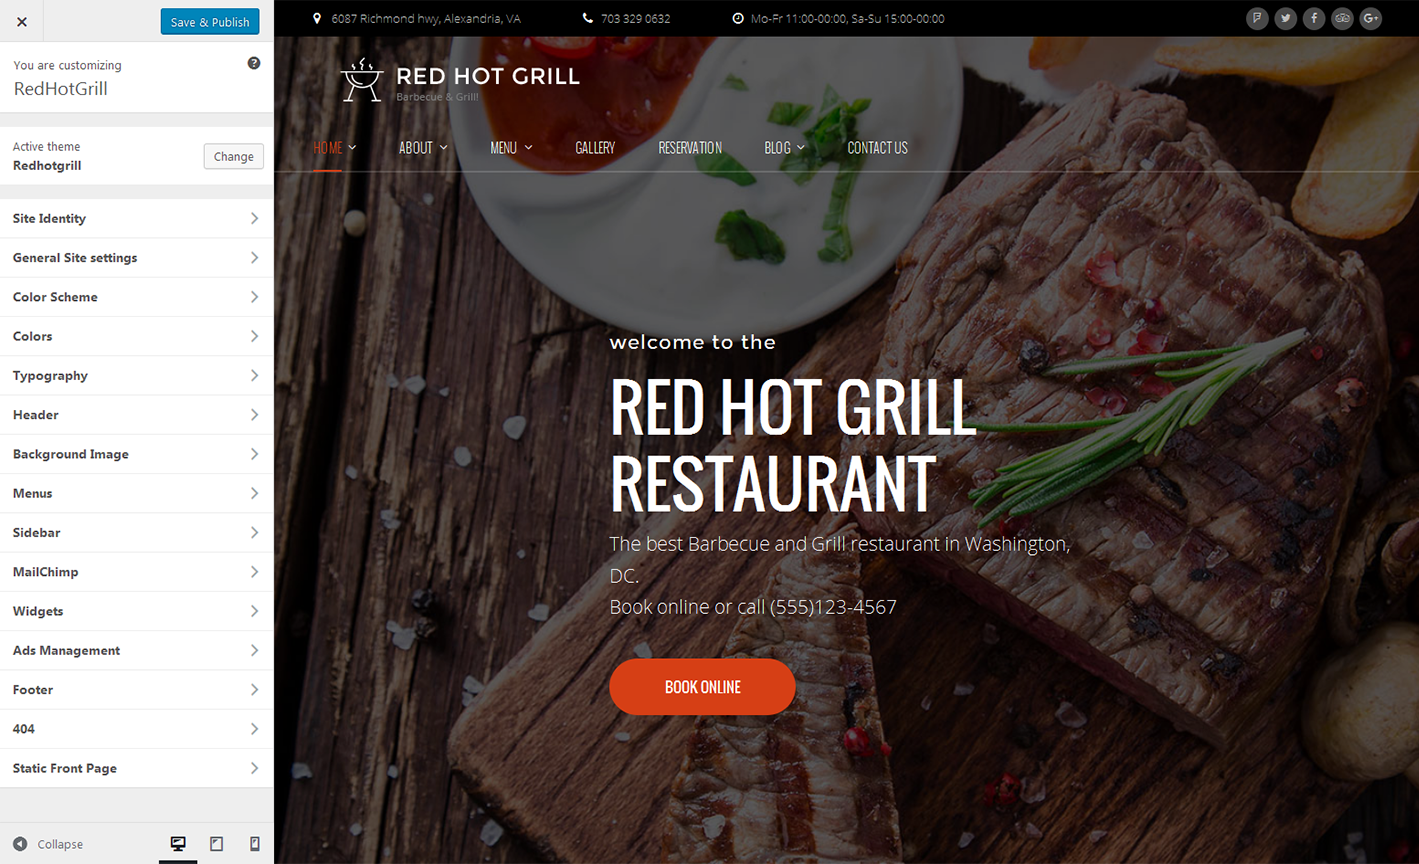 Save & Publish
You are customizing
RedHotGrill
Active theme
Redhotgrill
Change
Site Identity
General Site settings
Color Scheme
Colors
Typography
Header
Background Image
Menus
Sidebar
MailChimp
Widgets
Ads Management
Footer
404
Static Front Page
Collapse
6087 Richmond hwy, Alexandria, VA
703 329 0632
Mo-Fr 11:00-00:00, Sa-Su 15:00-00:00
RED HOT GRILL
Barbecue & Grill!
HOME
ABOUT
MENU
GALLERY
RESERVATION
BLOG
CONTACT US
welcome to the
RED HOT GRILL
RESTAURANT
The best Barbecue and Grill restaurant in Washington,
DC.
Book online or call (555)123-4567
BOOK ONLINE